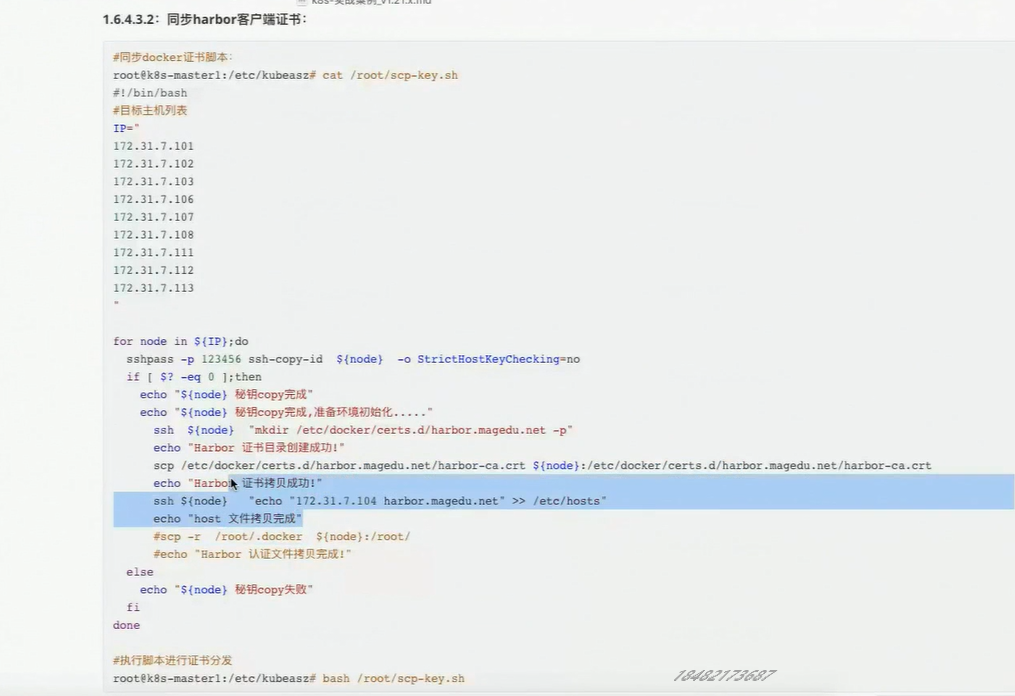 k8s-实战案例_v1.21.x.md
1.6.4.3.2：同步harbor客户端证书：
#同步docker证书脚本:
root@k8s-master1:/etc/kubeasz# cat /root/scp-key.sh
#!/bin/bash
#目标主机列表
IP="
172.31.7.101
172.31.7.102
172.31.7.103
172.31.7.106
172.31.7.107
172.31.7.108
172.31.7.111
172.31.7.112
172.31.7.113
"
for node in ${IP};do
sshpass -p 123456 ssh-copy-id ${node} -o StrictHostKeyChecking=no
if [ $? -eq 0 ];then
echo "${node} 秘钥copy完成"
echo "${node} 秘钥copy完成,准备环境初始化....."
ssh ${node} "mkdir /etc/docker/certs.d/harbor.magedu.net -p"
echo "Harbor 证书目录创建成功!"
scp /etc/docker/certs.d/harbor.magedu.net/harbor-ca.crt ${node}:/etc/docker/certs.d/harbor.magedu.net/harbor-ca.crt
echo "Harbor 证书拷贝成功!"
ssh ${node} "echo "172.31.7.104 harbor.magedu.net" >> /etc/hosts"
echo "host 文件拷贝完成"
#scp -r /root/.docker ${node}:/root/
#echo "Harbor 认证文件拷贝完成!"
else
echo "${node} 秘钥copy失败"
fi
done
#执行脚本进行证书分发
root@k8s-master1:/etc/kubeasz# bash /root/scp-key.sh
18482173687